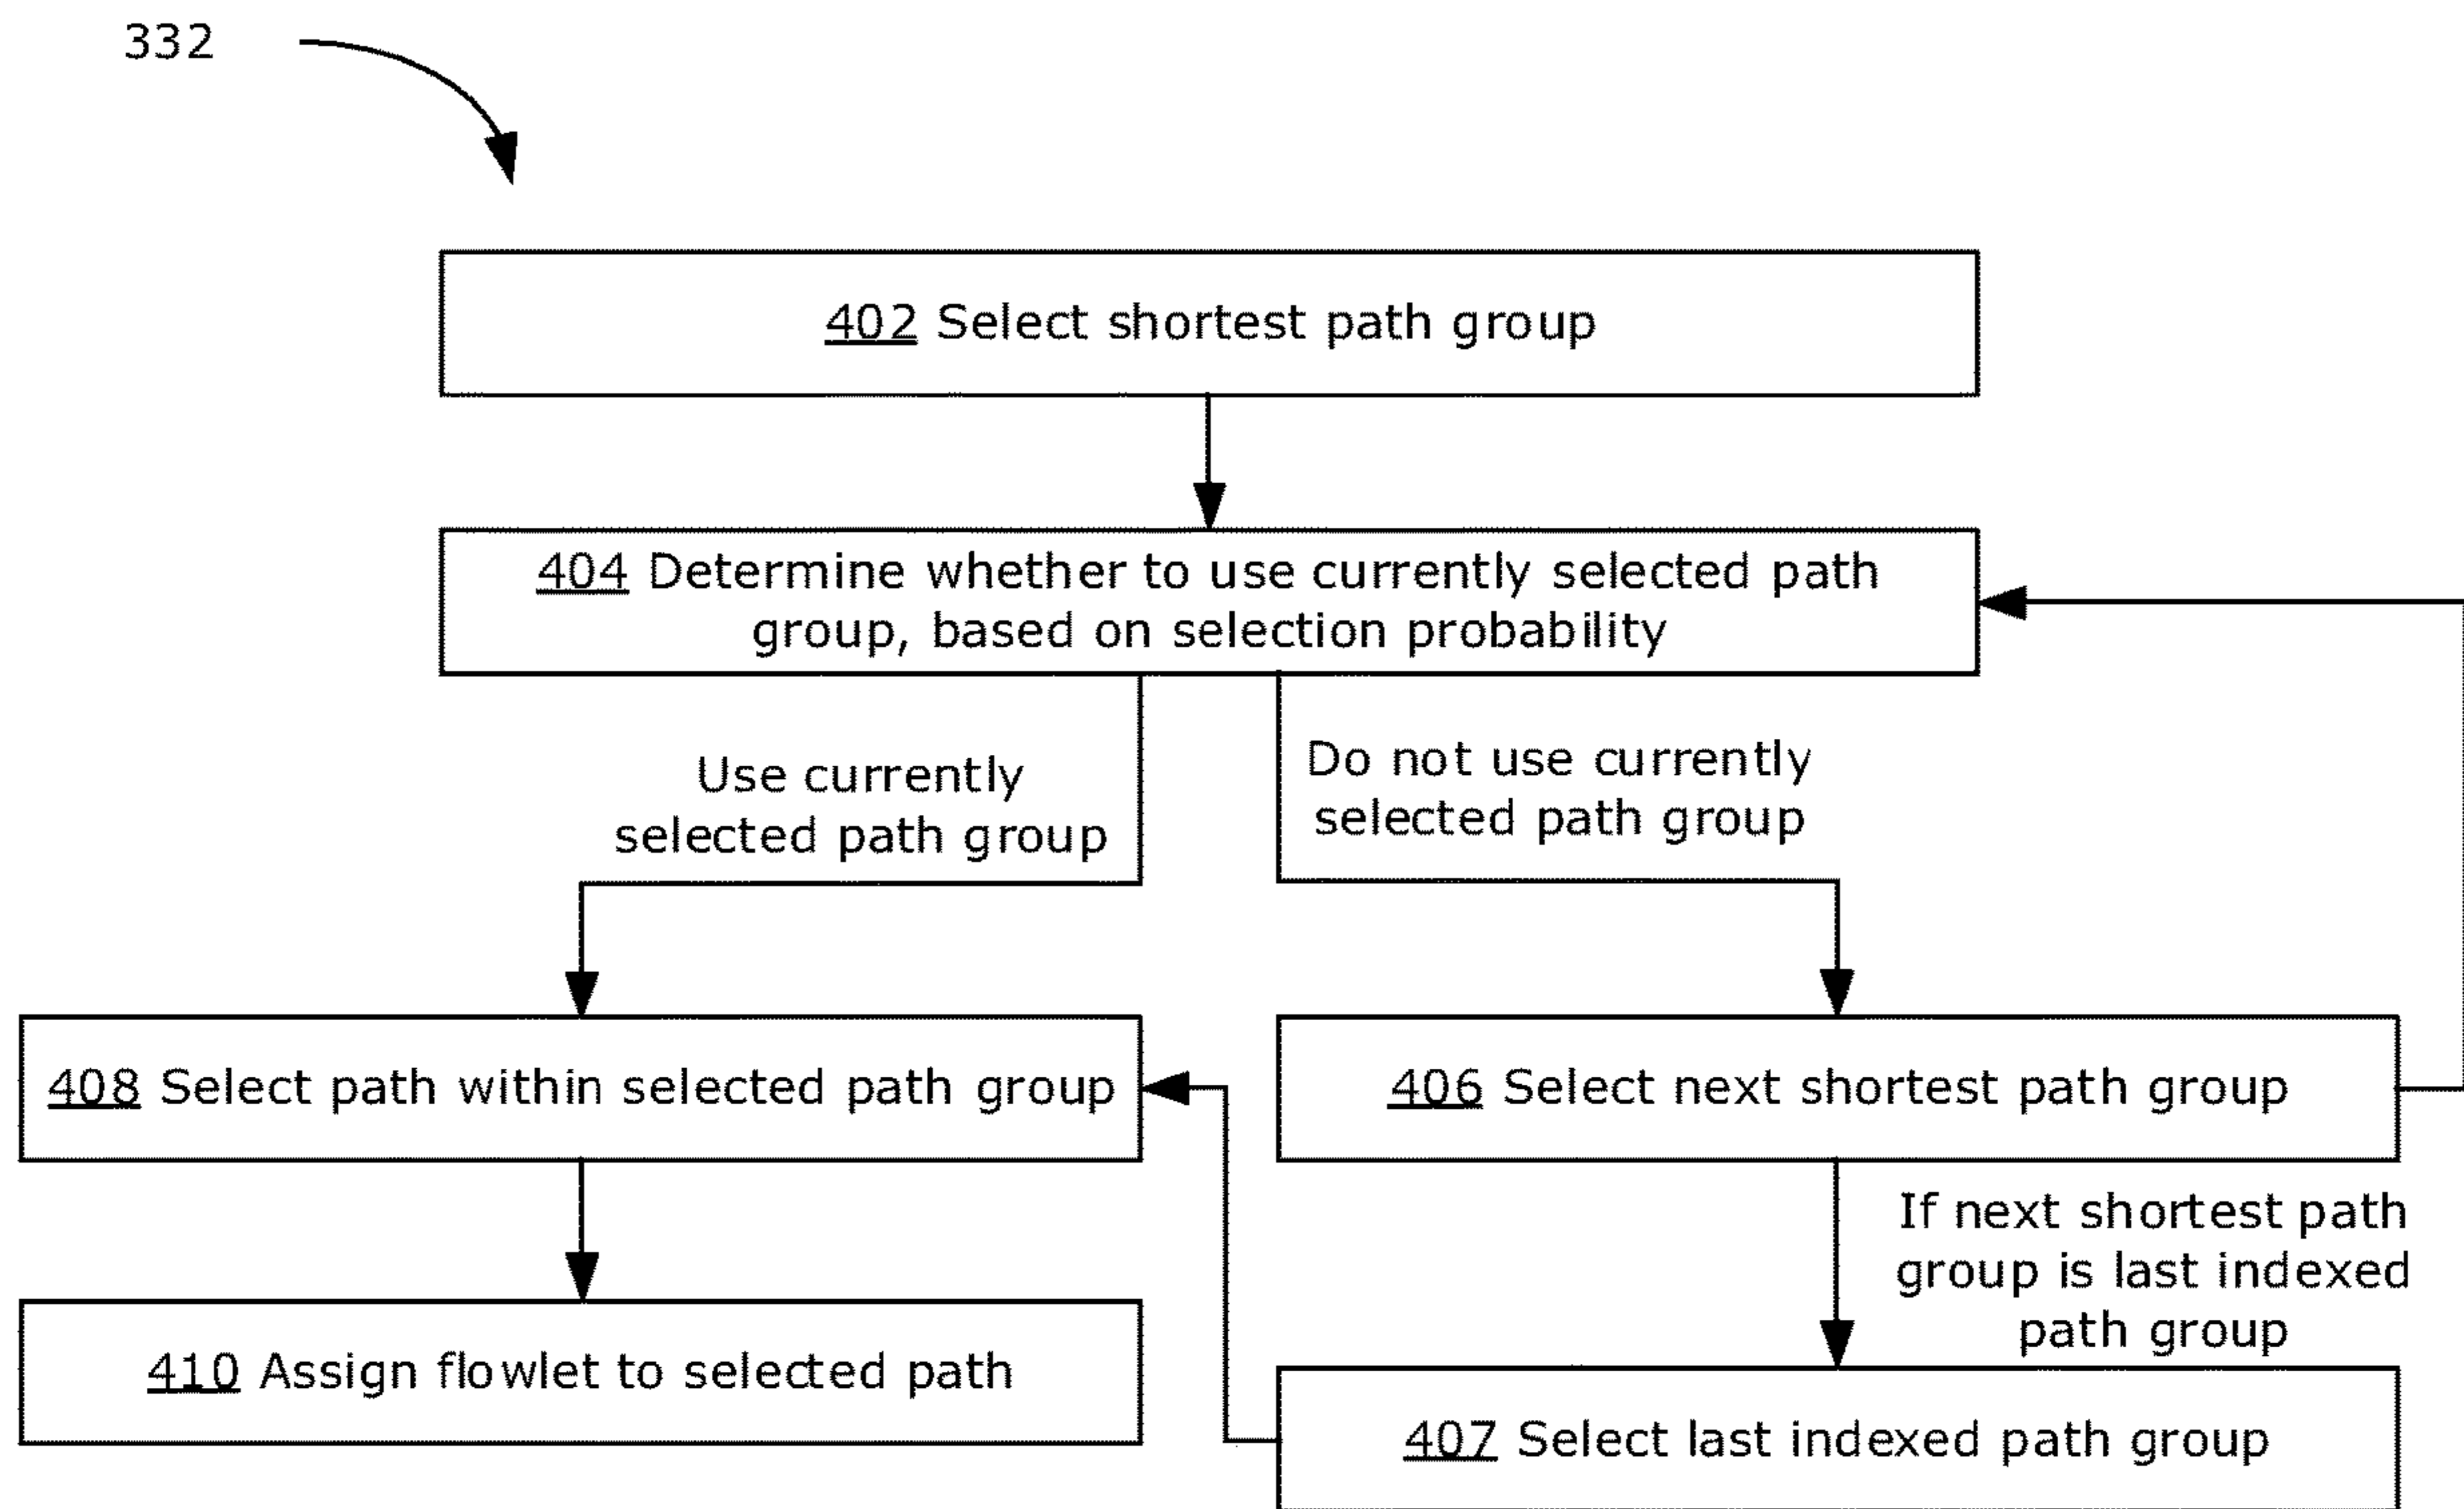 332
402 Select shortest path group
404 Determine whether to use currently selected path
group, based on selection probability
Use currently
selected path group
Do not use currently
selected path group
408 Select path within selected path group
406 Select next shortest path group
If next shortest path
group is last indexed
path group
410 Assign flowlet to selected path
407 Select last indexed path group